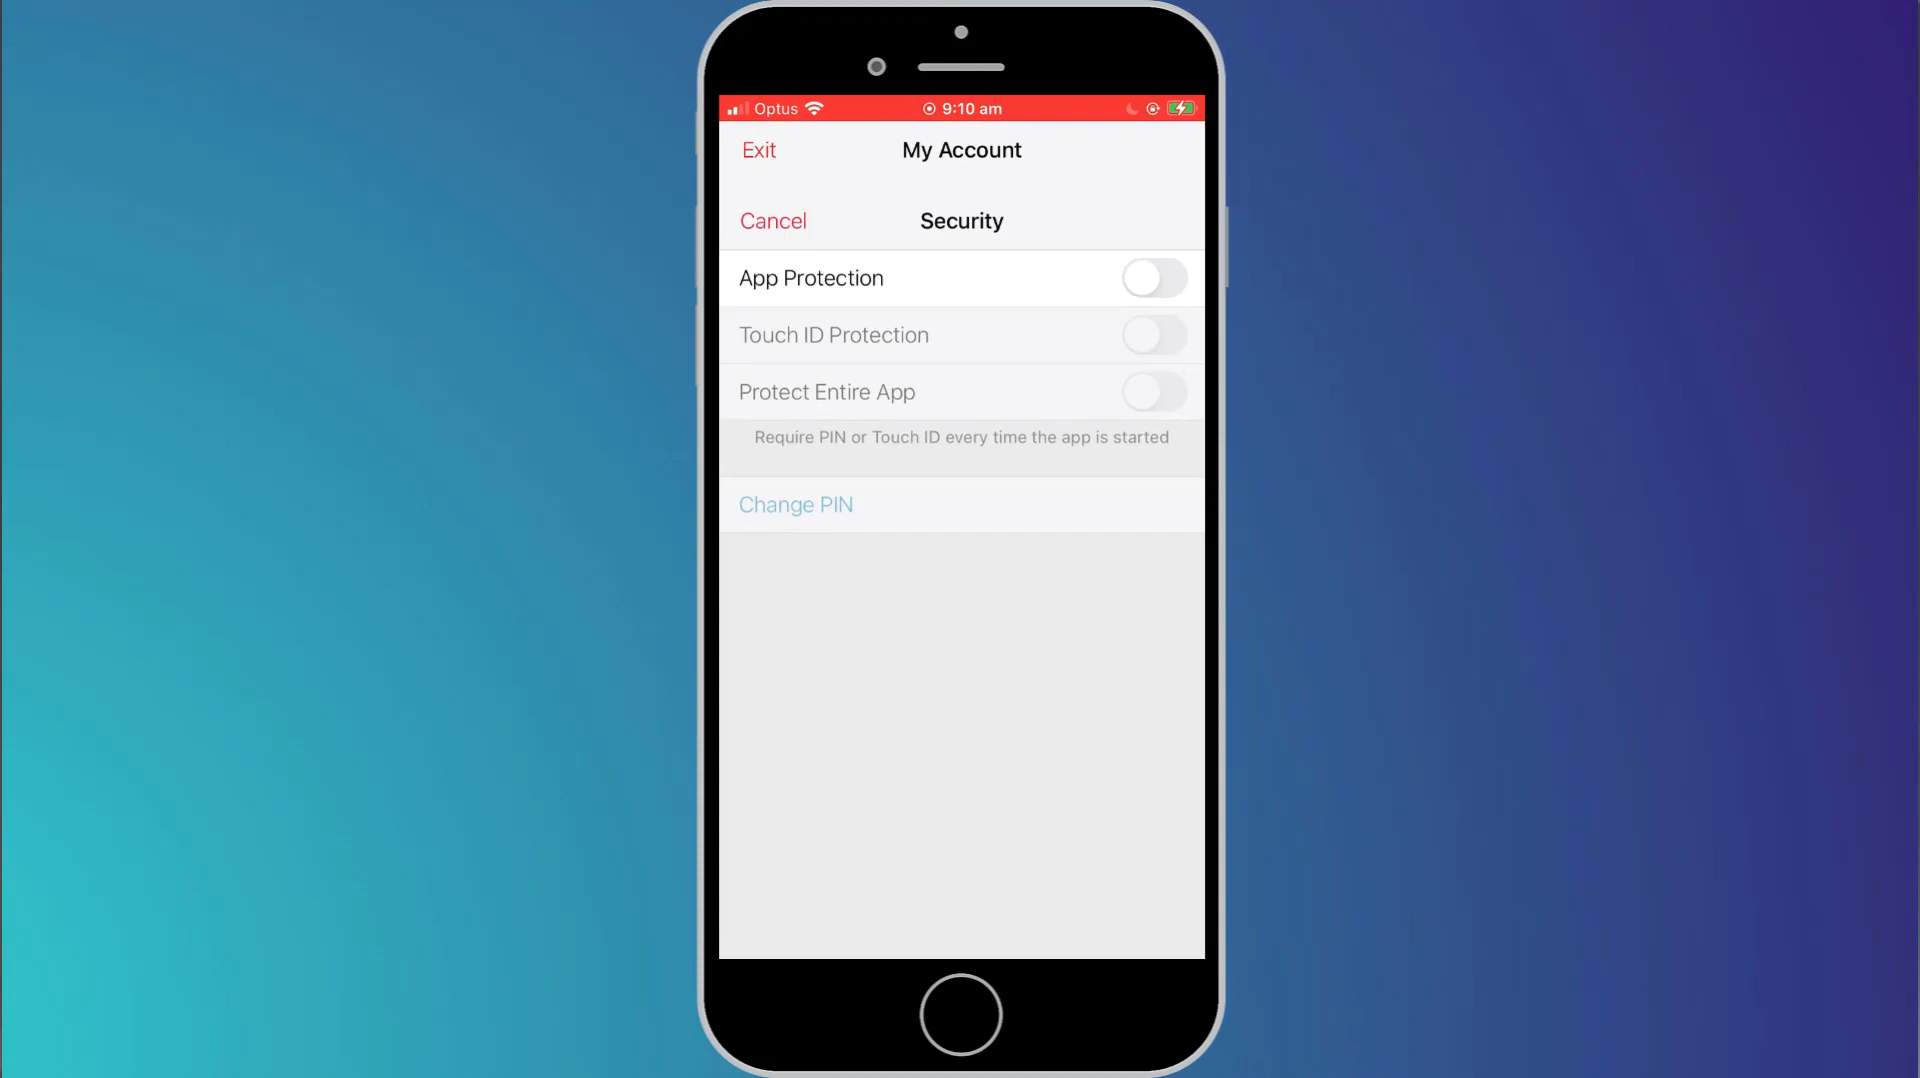 Optus 9:10 am
Exit My Account
Cancel Security
App Protection
Touch ID Protection
Protect Entire App
Require PIN or Touch ID every time the app is started
Change PIN